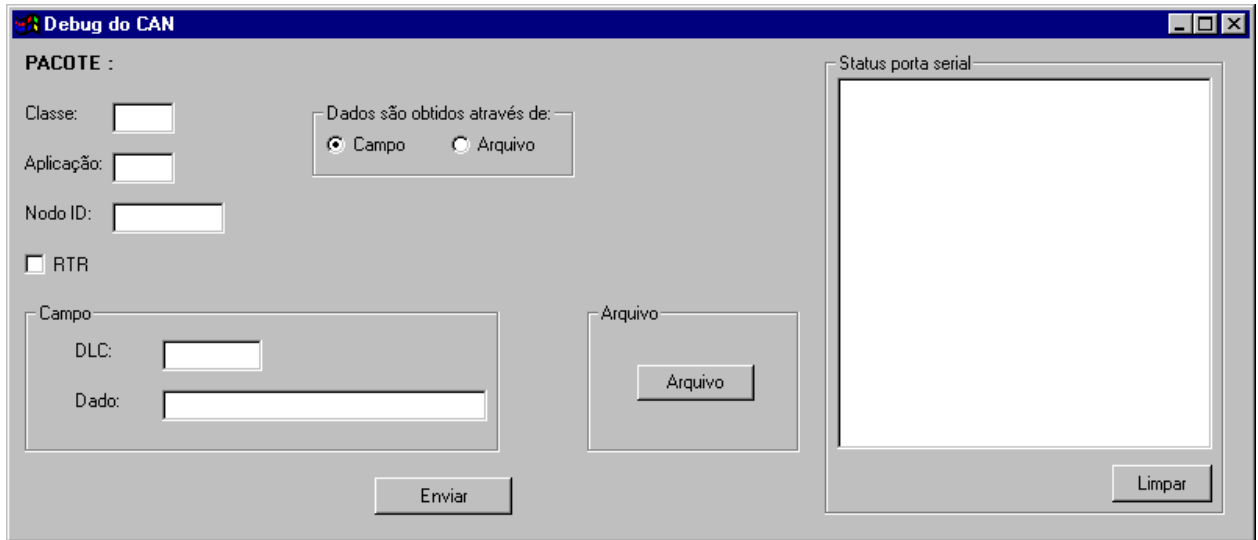 Debug do CAN
PACOTE :
Classe:
Aplicação:
Nodo ID:
RTR
Dados são obtidos através de:
Campo
Arquivo
Campo
DLC:
Dado:
Arquivo
Arquivo
Enviar
Status porta serial
Limpar